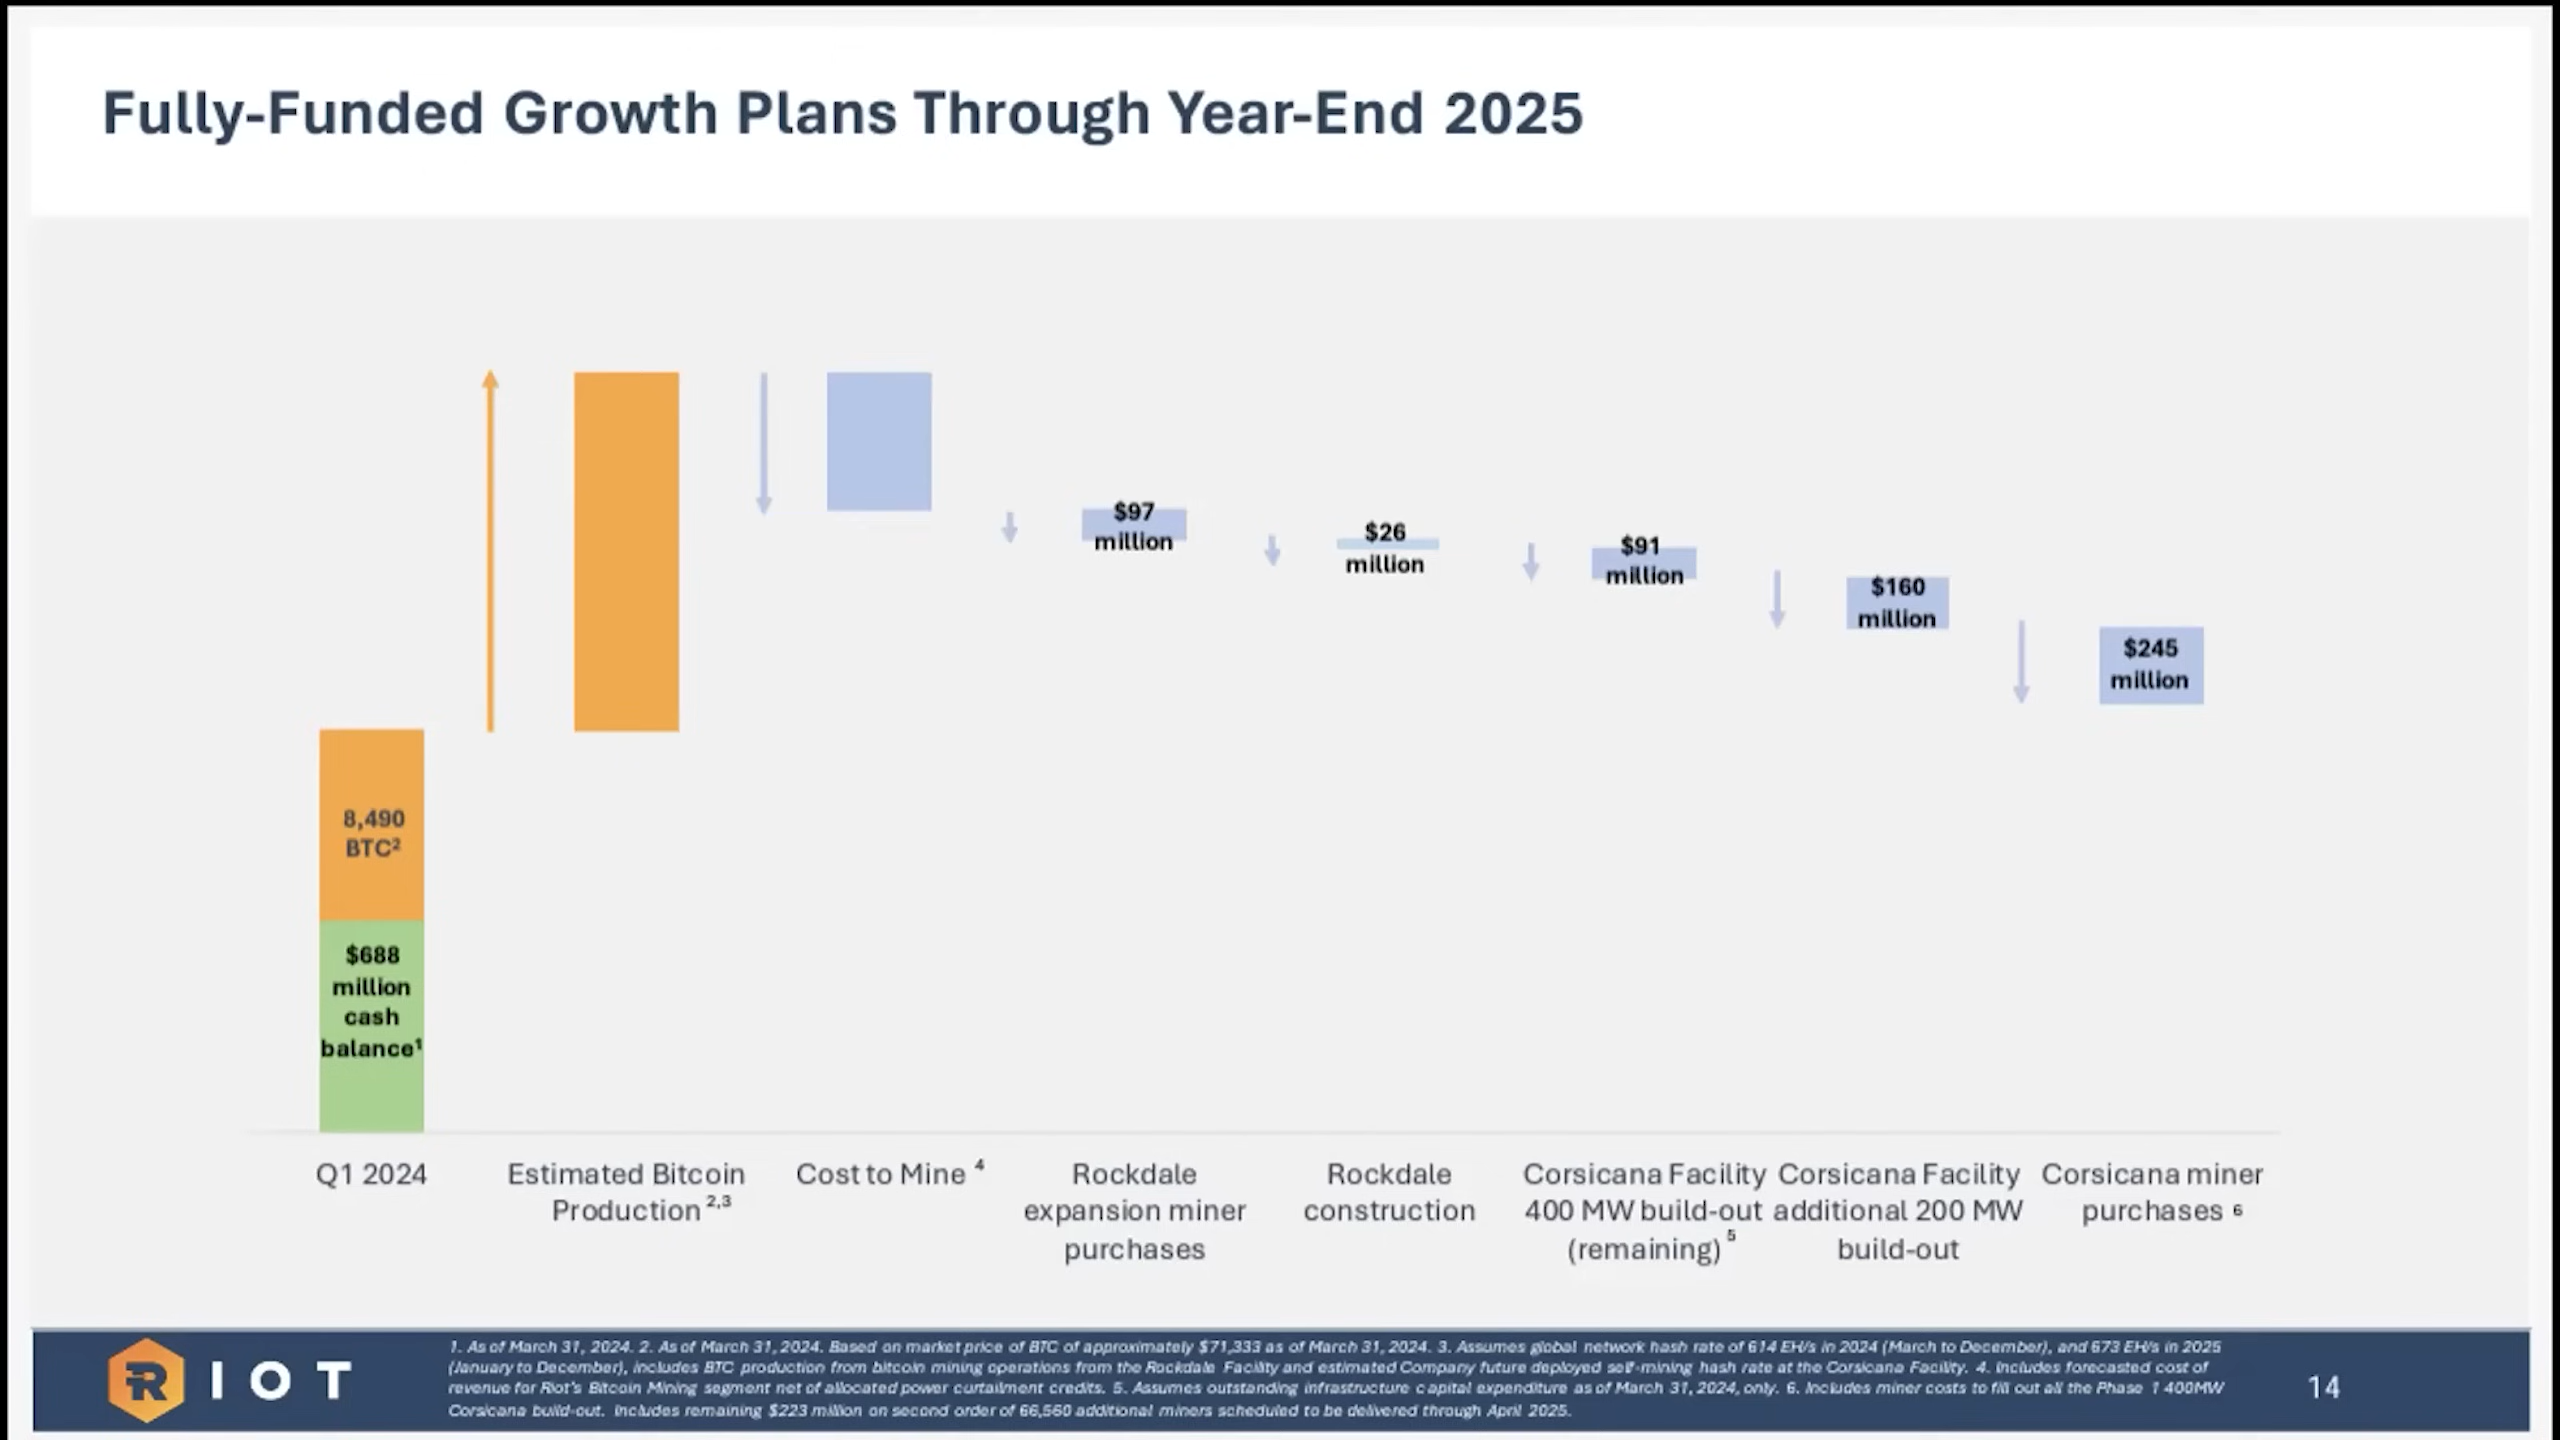 Fully-Funded Growth Plans Through Year-End 2025
$97
million
$26
million
$91
million
$160
million
$245
million
8,490
BTC²
$688
million
cash
balance¹
Q1 2024
Estimated Bitcoin
Production ²,³
Cost to Mine ⁴
Rockdale
expansion miner
purchases
Rockdale
construction
Corsicana Facility
400 MW build-out
(remaining) ⁵
Corsicana Facility
additional 200 MW
build-out
Corsicana miner
purchases ⁶
RIOT
1. As of March 31, 2024. 2. As of March 31, 2024. Based on market price of BTC of approximately $71,333 as of March 31, 2024. 3. Assumes global network hash rate of 614 EH/s in 2024 (March to December), and 673 EH/s in 2025
(January to December), includes BTC production from bitcoin mining operations from the Rockdale Facility and estimated Company future deployed self-mining hash rate at the Corsicana Facility. 4. Includes forecasted cost of
revenue for Riot's Bitcoin Mining segment net of allocated power curtailment credits. 5. Assumes outstanding infrastructure capital expenditure as of March 31, 2024, only. 6. Includes miner costs to fill out all the Phase 1 400MW
Corsicana build-out. Includes remaining $223 million on second order of 66,560 additional miners scheduled to be delivered through April 2025.
14